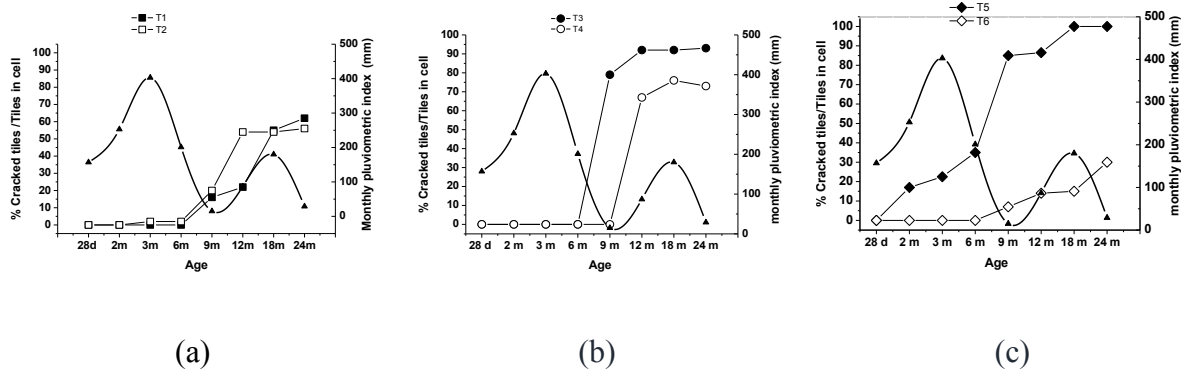 T1
T2
% Cracked tiles /Tiles in cell
100
90
80
70
60
50
40
30
20
10
0
500
400
300
200
100
0
Monthly pluviometric index (mm)
28d 2m 3m 6m 9m 12m 18m 24m
Age
(a)
T3
T4
% Cracked tiles/Tiles in cell
100
90
80
70
60
50
40
30
20
10
0
500
400
300
200
100
0
monthly pluviometric index (mm)
28 d 2 m 3 m 6 m 9 m 12 m 18 m 24 m
Age
(b)
T5
T6
% Cracked tiles/Tiles in cell
100
90
80
70
60
50
40
30
20
10
0
500
400
300
200
100
0
monthly pluviometric index (mm)
28 d 2 m 3 m 6 m 9 m 12 m 18 m 24 m
Age
(c)